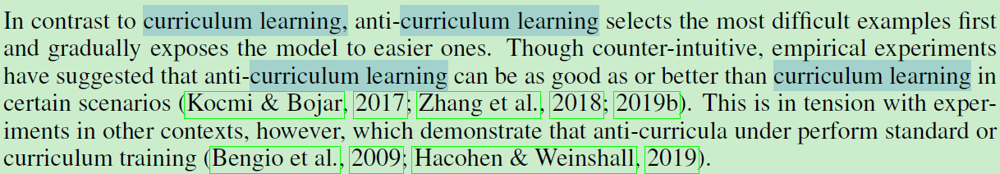 In contrast to curriculum learning, anti-curriculum learning selects the most difficult examples first
and gradually exposes the model to easier ones. Though counter-intuitive, empirical experiments
have suggested that anti-curriculum learning can be as good as or better than curriculum learning in
certain scenarios (Kocmi & Bojar, 2017; Zhang et al., 2018; 2019b). This is in tension with exper-
iments in other contexts, however, which demonstrate that anti-curricula under perform standard or
curriculum training (Bengio et al., 2009; Hacohen & Weinshall, 2019).